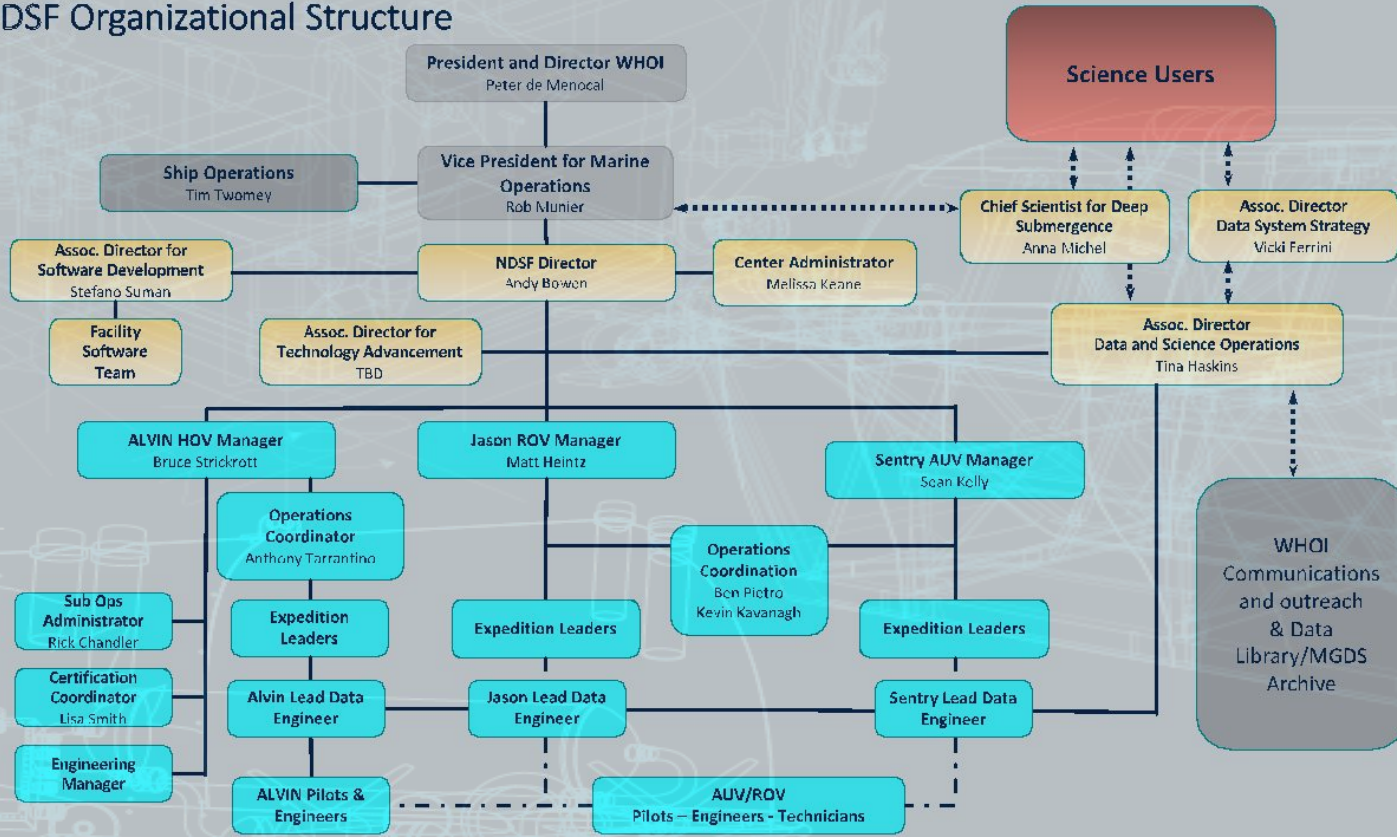 DSF Organizational Structure
President and Director WHOI
Peter de Menocal
Science Users
Ship Operations
Tim Twomey
Vice President for Marine
Operations
Rob Munier
Chief Scientist for Deep
Submergence
Anna Michel
Assoc. Director
Data System Strategy
Vicki Ferrini
Assoc. Director for
Software Development
Stefano Suman
NDSF Director
Andy Bowen
Center Administrator
Melissa Keane
Facility
Software
Team
Assoc. Director for
Technology Advancement
TBD
Assoc. Director
Data and Science Operations
Tina Haskins
ALVIN HOV Manager
Bruce Strickrott
Jason ROV Manager
Matt Heintz
Sentry AUV Manager
Sean Kelly
Operations
Coordinator
Anthony Tarrantino
Operations
Coordination
Ben Pietro
Kevin Kavanagh
WHOI
Communications
and outreach
& Data
Library/MGDS
Archive
Sub Ops
Administrator
Rick Chandler
Expedition
Leaders
Expedition Leaders
Expedition Leaders
Certification
Coordinator
Lisa Smith
Alvin Lead Data
Engineer
Jason Lead Data
Engineer
Sentry Lead Data
Engineer
Engineering
Manager
ALVIN Pilots &
Engineers
AUV/ROV
Pilots – Engineers - Technicians